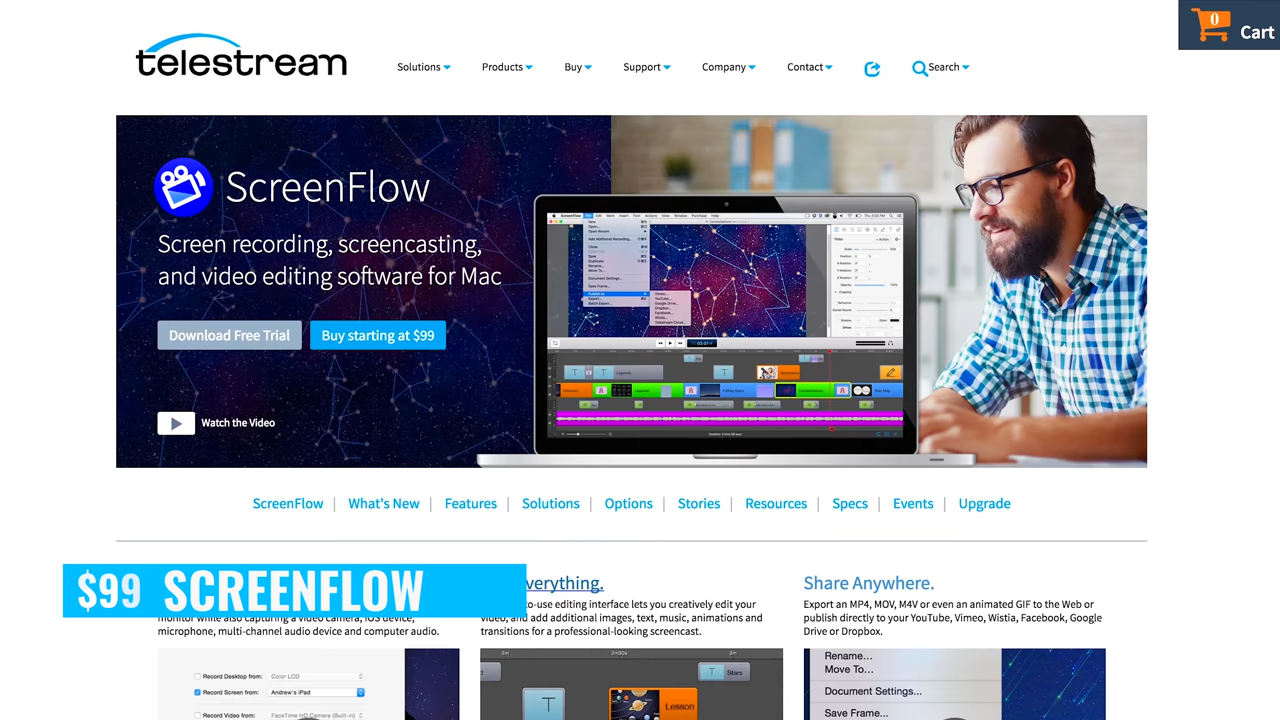 0
Cart
telestream
Solutions
Products
Buy
Support
Company
Contact
Search
ScreenFlow
Screen recording, screencasting,
and video editing software for Mac
Download Free Trial
Buy starting at $99
Watch the Video
ScreenFlow
What's New
Features
Solutions
Options
Stories
Resources
Specs
Events
Upgrade
$99 SCREENFLOW
monitor while also capturing a video camera, iOS device,
microphone, multi-channel audio device and computer audio.
verything.
-to-use editing interface lets you creatively edit your
video, and add additional images, text, music, animations and
transitions for a professional-looking screencast.
Share Anywhere.
Export an MP4, MOV, M4V or even an animated GIF to the Web or
publish directly to your YouTube, Vimeo, Wistia, Facebook, Google
Drive or Dropbox.
Record Desktop from: Color LCD
Record Screen from: Andrew's iPad
Record Video from: FaceTime HD Camera (Built-in)
2m
2m30s
3m
T
Stars
T
Lesson
Rename...
Move To...
Document Settings...
Save Frame...